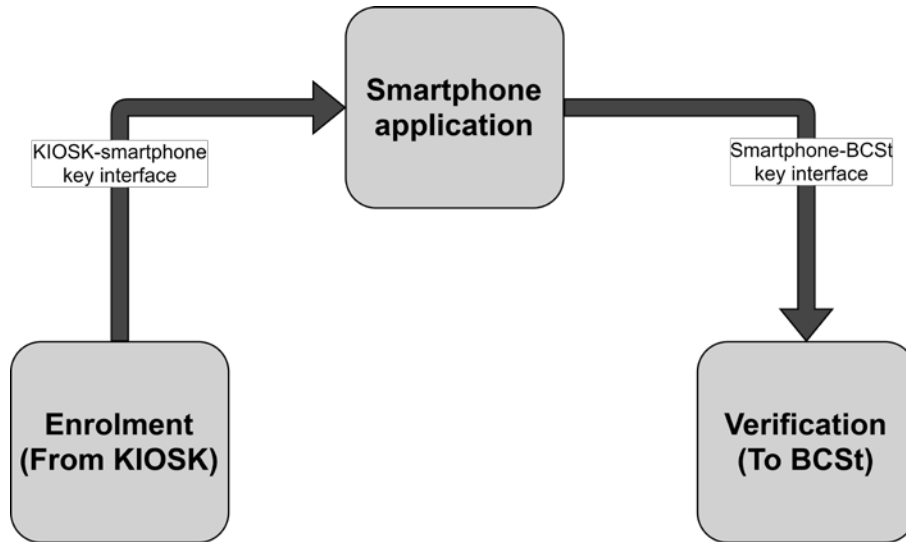 Smartphone
application
KIOSK-smartphone
key interface
Smartphone-BCSt
key interface
Enrolment
(From KIOSK)
Verification
(To BCSt)